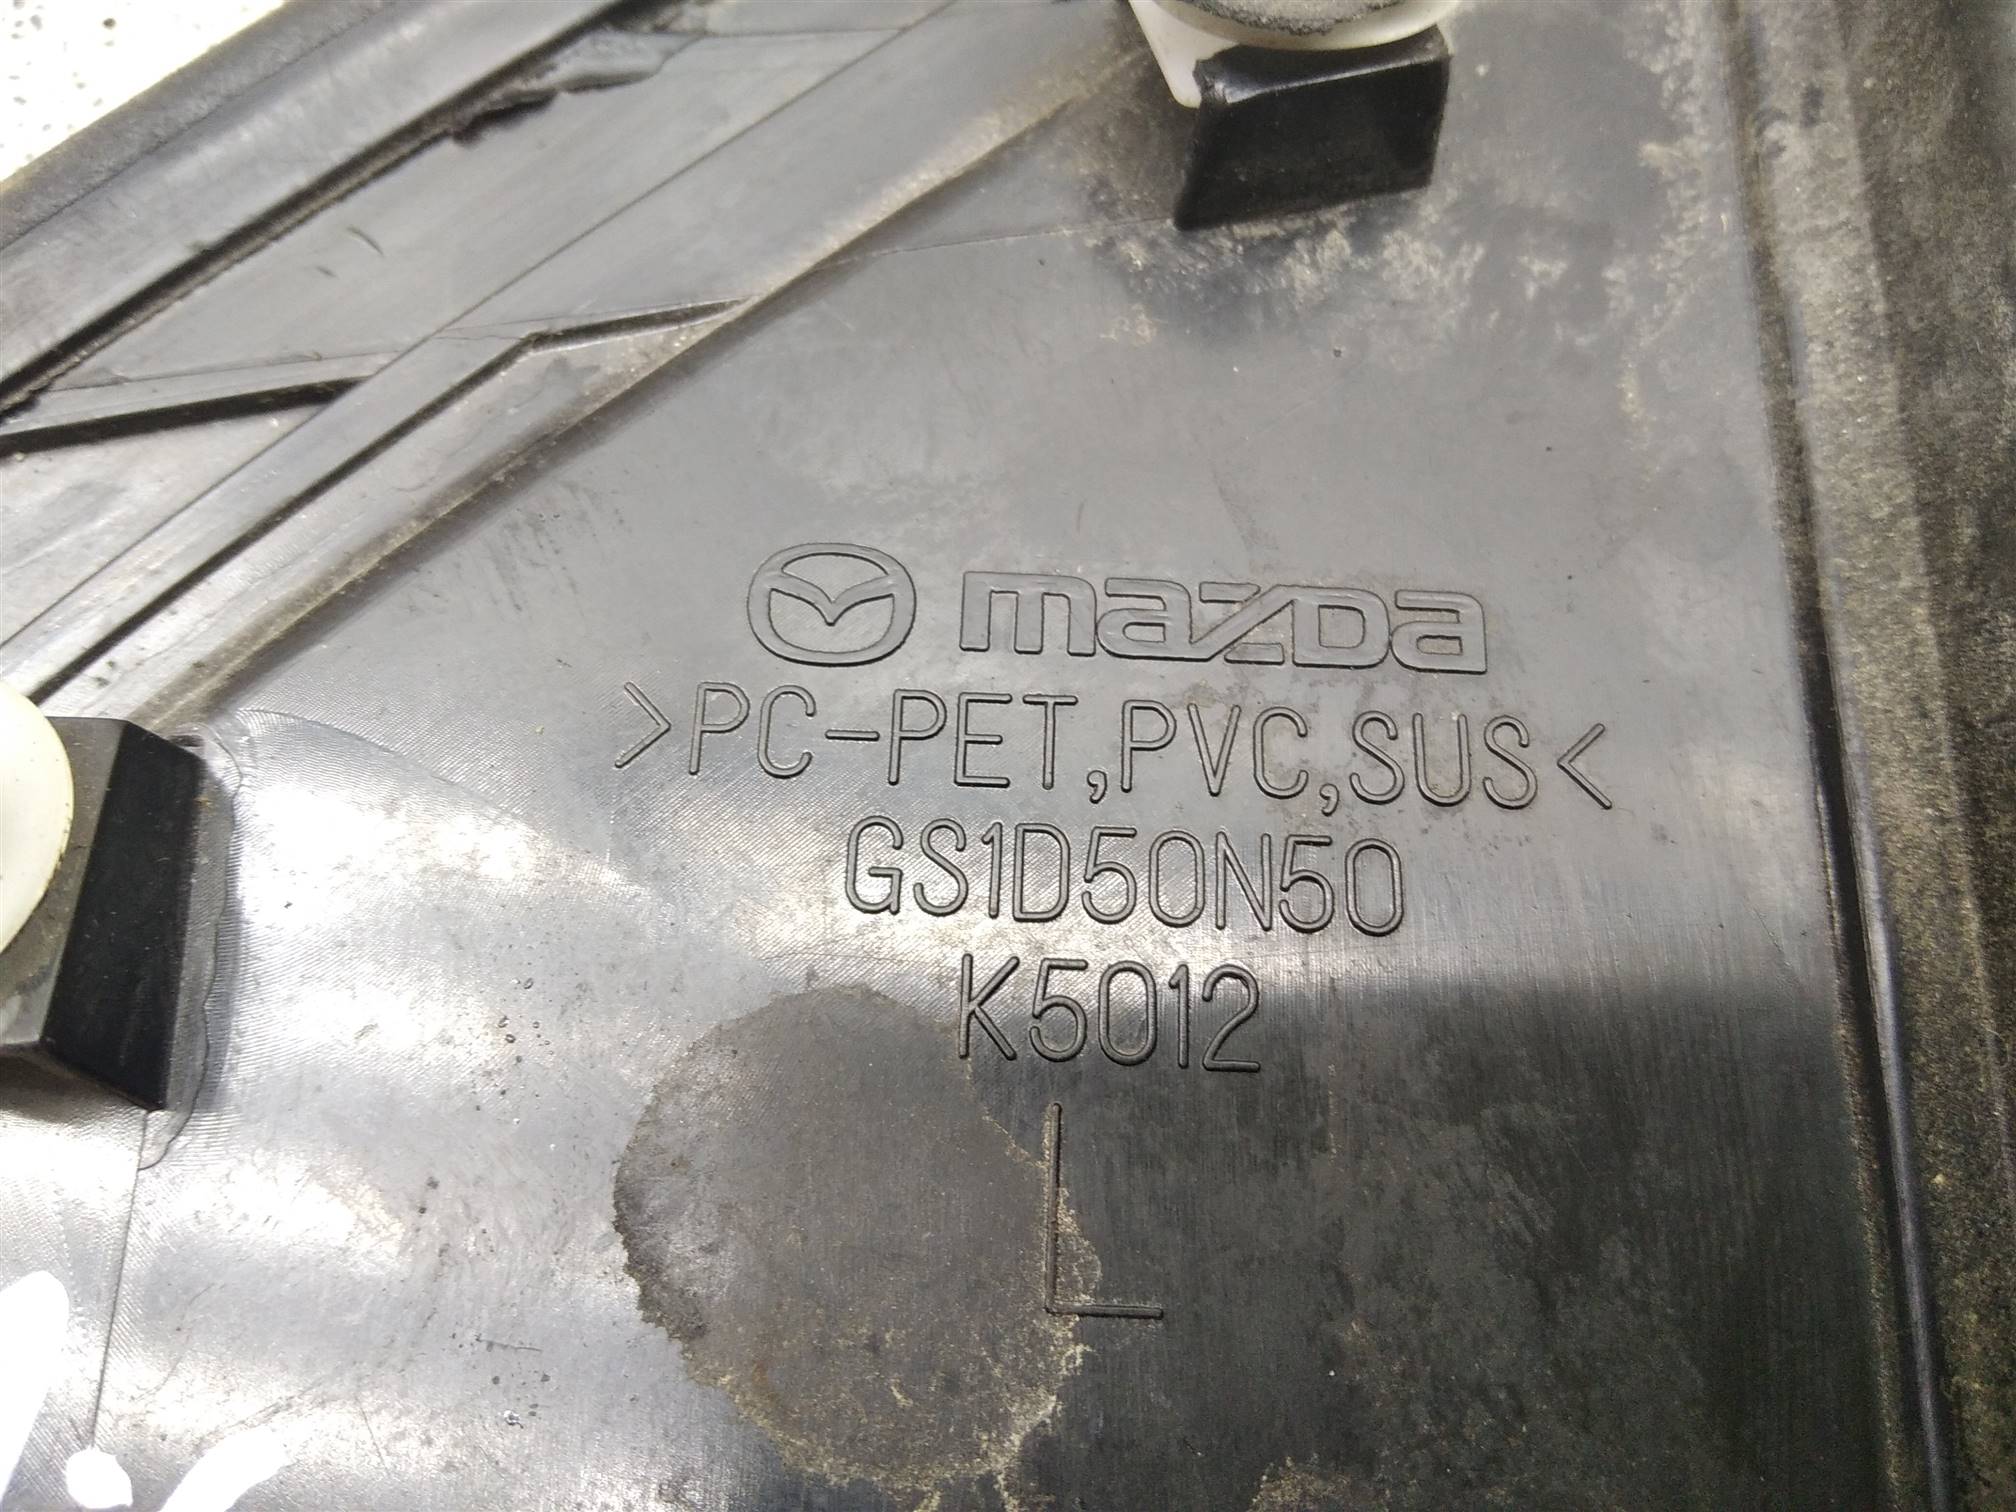 mazda
>PC-PET,PVC,SUS<
GS1D50N50
K5012
L